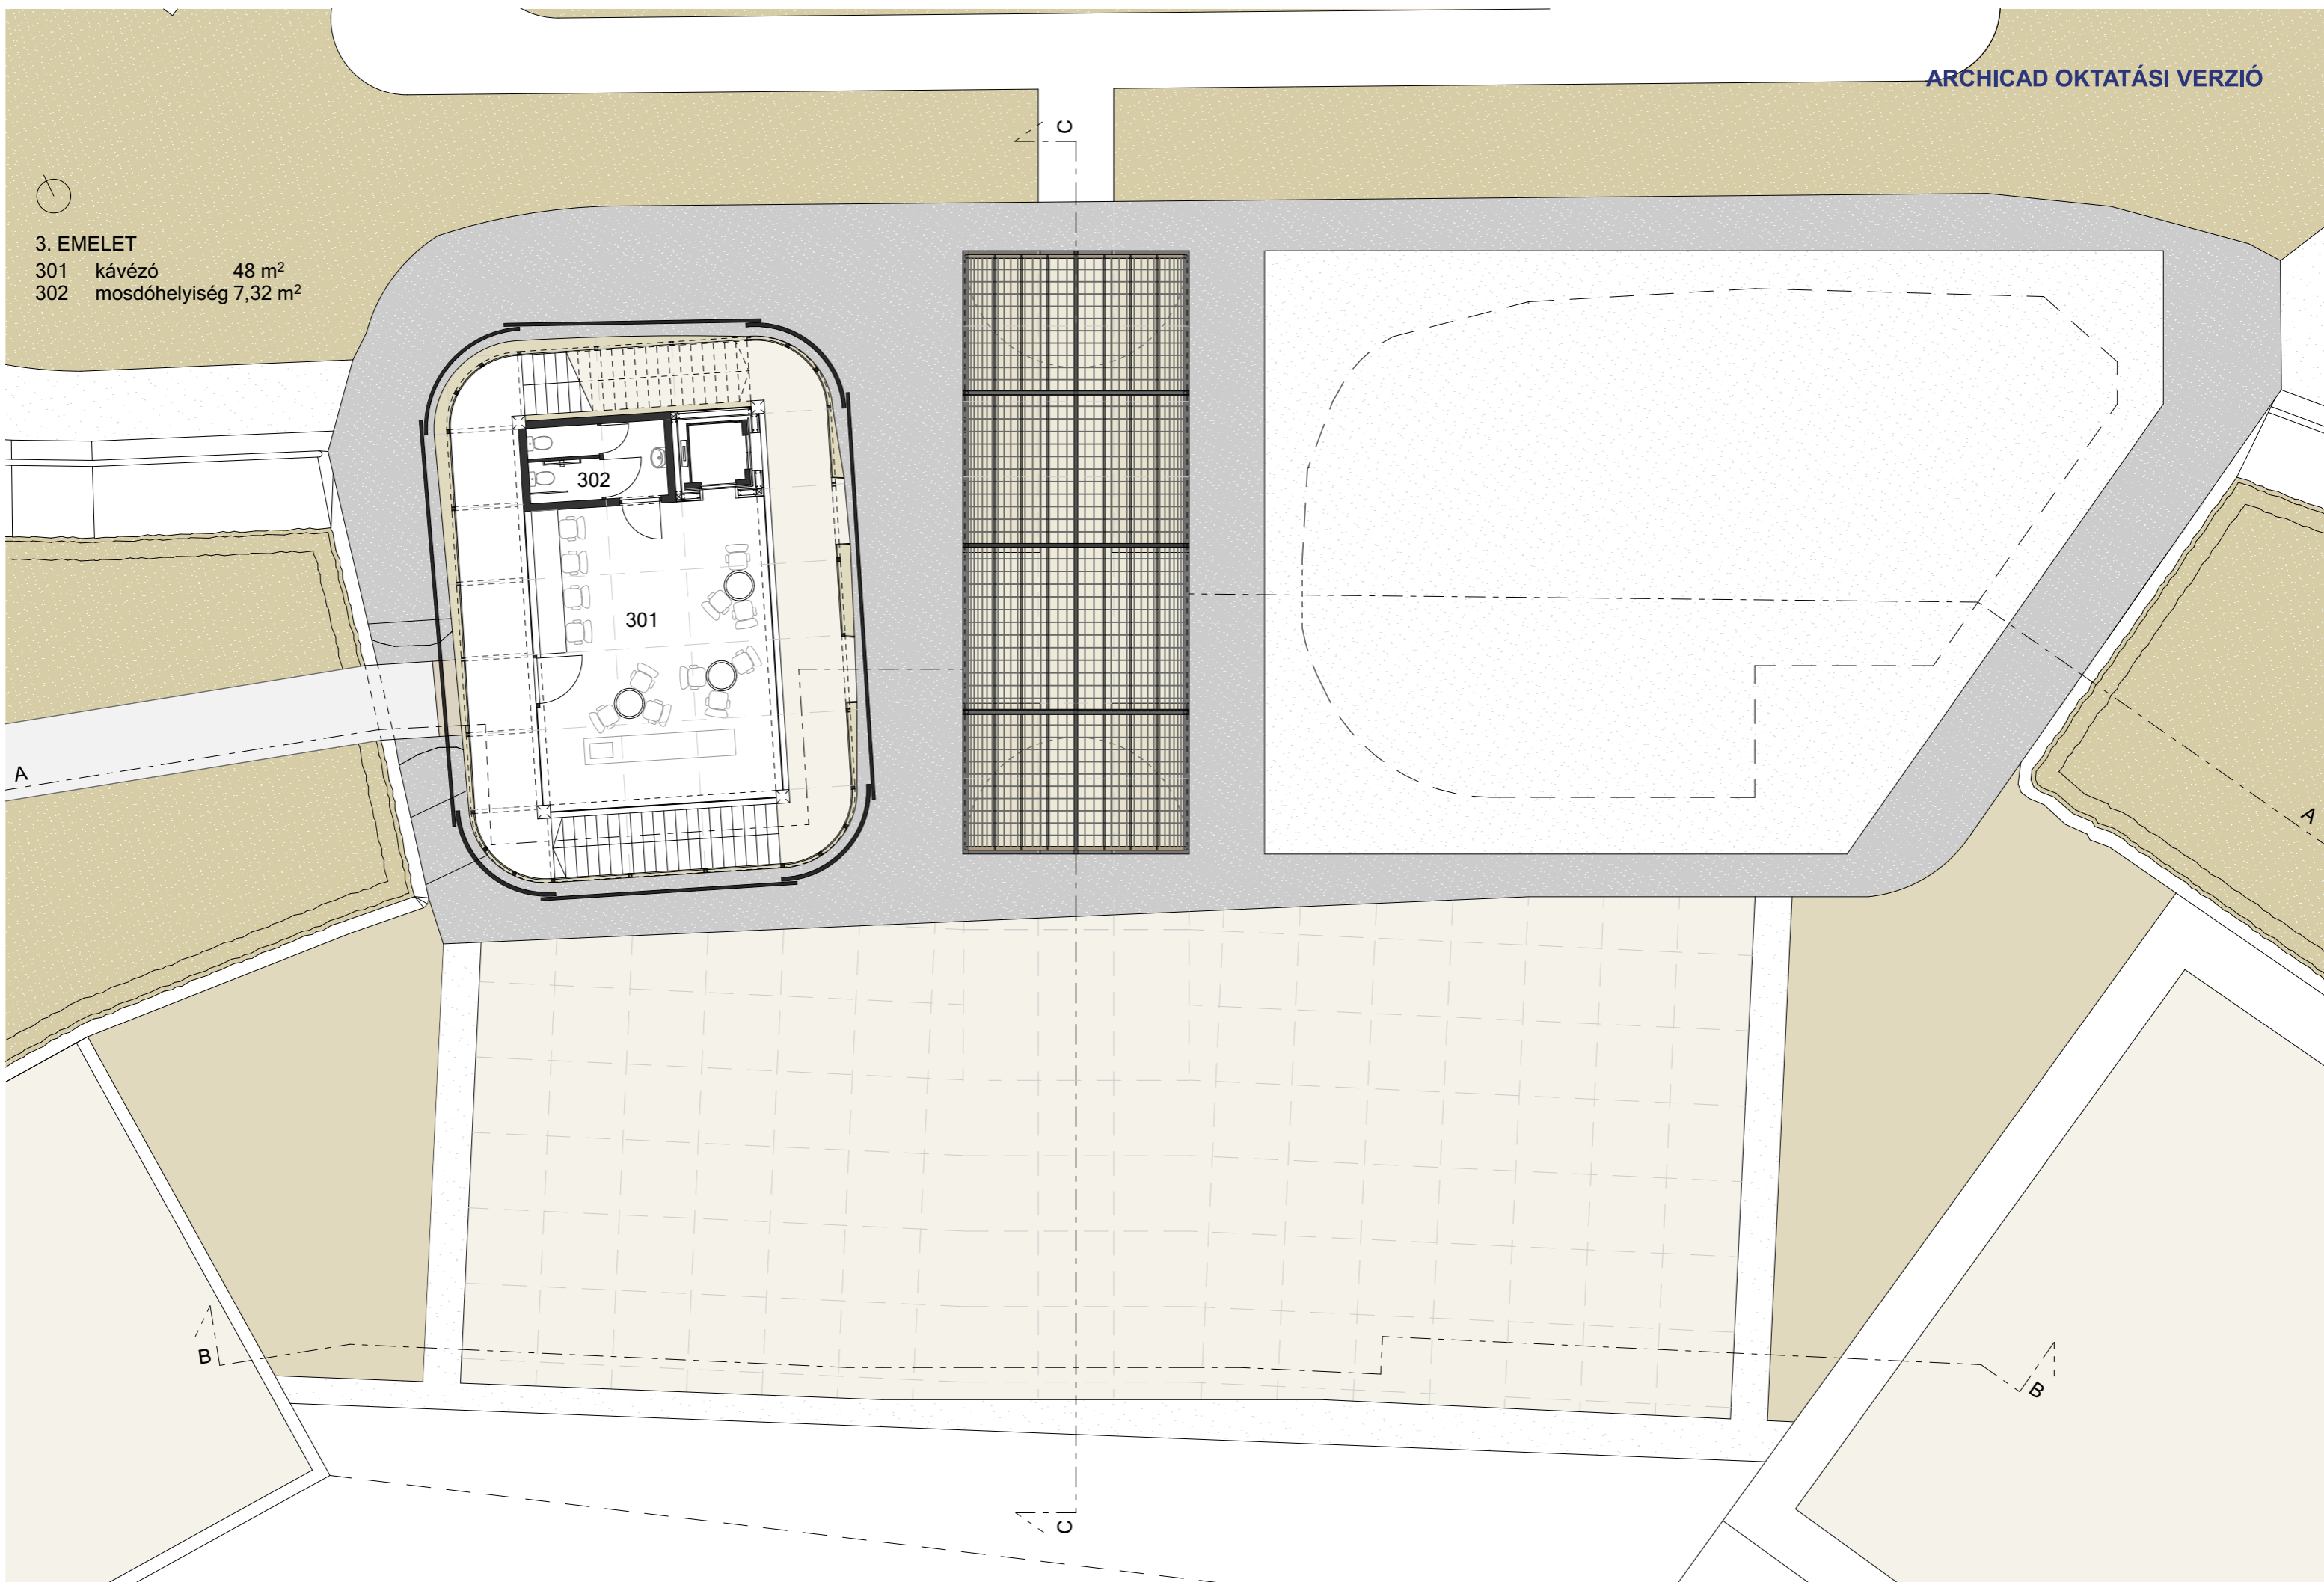 ARCHICAD OKTATÁSI VERZIÓ
C
3. EMELET
301 kávézó 48 m²
302 mosdóhelyiség 7,32 m²
302
301
A
A
B
B
C